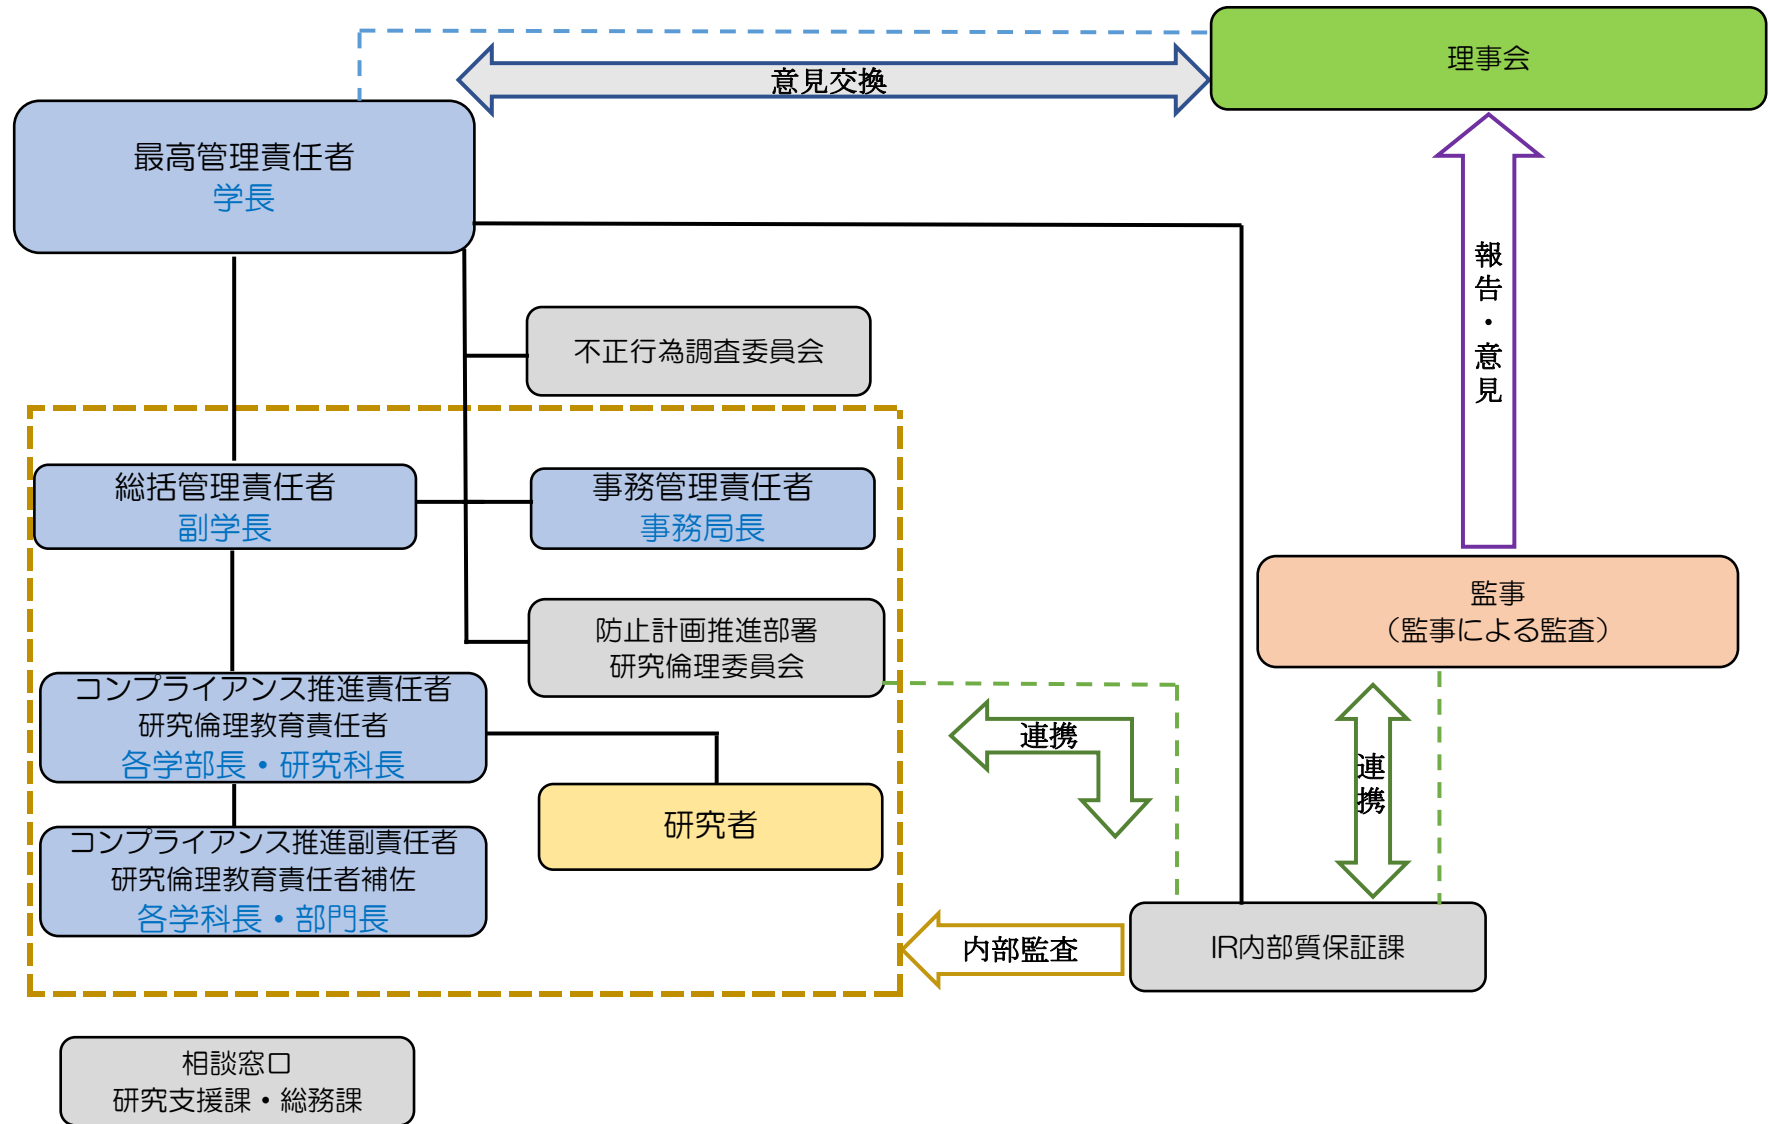 理事会
意見交換
最高管理責任者
学長
報告・意見
不正行為調査委員会
総括管理責任者
副学長
事務管理責任者
事務局長
監事
（監事による監査）
防止計画推進部署
研究倫理委員会
コンプライアンス推進責任者
研究倫理教育責任者
各学部長・研究科長
連携
連携
研究者
コンプライアンス推進副責任者
研究倫理教育責任者補佐
各学科長・部門長
内部監査
IR内部質保証課
相談窓口
研究支援課・総務課